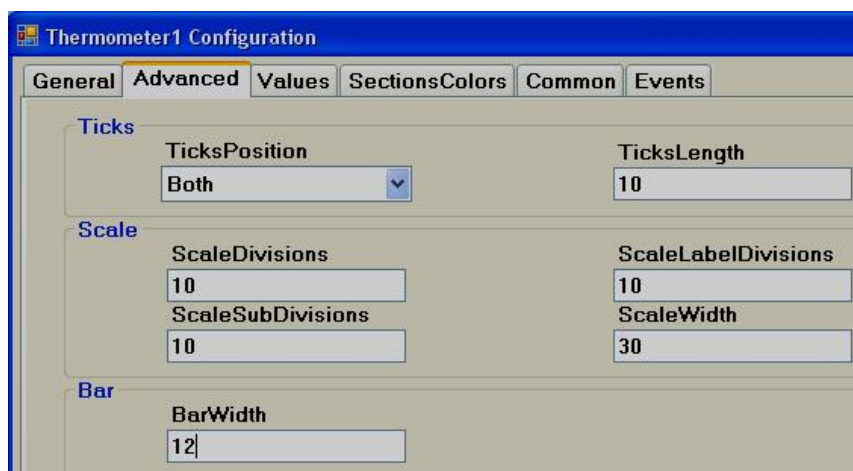 Thermometer1 Configuration
General Advanced Values SectionsColors Common Events
Ticks
TicksPosition TicksLength
Both 10
Scale
ScaleDivisions ScaleLabelDivisions
10 10
ScaleSubDivisions ScaleWidth
10 30
Bar
BarWidth
12